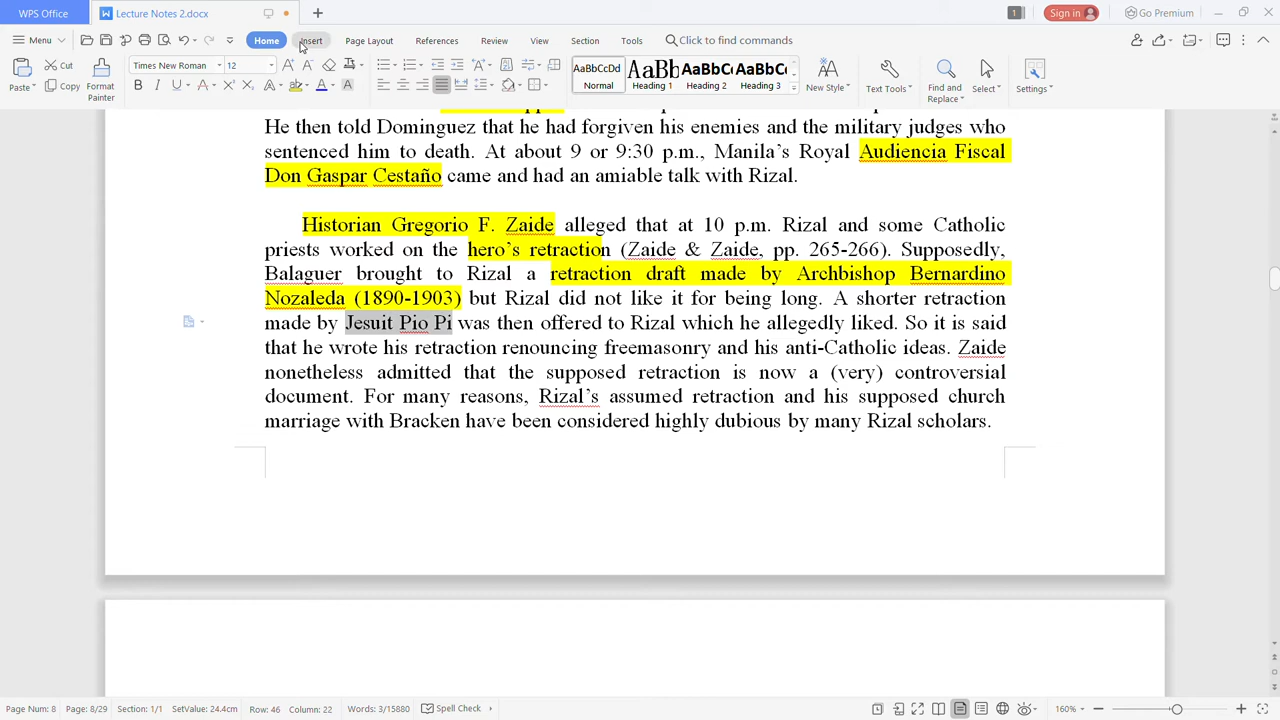 WPS Office
Lecture Notes 2.docx
1
Sign in
Go Premium
Menu
Home
Insert
Page Layout
References
Review
View
Section
Tools
Click to find commands
Paste
Cut
Copy
Format Painter
Times New Roman
12
AaBbCcDd
Normal
AaBb
Heading 1
AaBbC
Heading 2
AaBbC
Heading 3
New Style
Text Tools
Find and Replace
Select
Settings
He then told Dominguez that he had forgiven his enemies and the military judges who
sentenced him to death. At about 9 or 9:30 p.m., Manila’s Royal Audiencia Fiscal
Don Gaspar Cestaño came and had an amiable talk with Rizal.
Historian Gregorio F. Zaide alleged that at 10 p.m. Rizal and some Catholic
priests worked on the hero’s retraction (Zaide & Zaide, pp. 265-266). Supposedly,
Balaguer brought to Rizal a retraction draft made by Archbishop Bernardino
Nozaleda (1890-1903) but Rizal did not like it for being long. A shorter retraction
made by Jesuit Pio Pi was then offered to Rizal which he allegedly liked. So it is said
that he wrote his retraction renouncing freemasonry and his anti-Catholic ideas. Zaide
nonetheless admitted that the supposed retraction is now a (very) controversial
document. For many reasons, Rizal’s assumed retraction and his supposed church
marriage with Bracken have been considered highly dubious by many Rizal scholars.
Page Num: 8
Page: 8/29
Section: 1/1
SetValue: 24.4cm
Row: 46
Column: 22
Words: 3/15880
Spell Check
160%